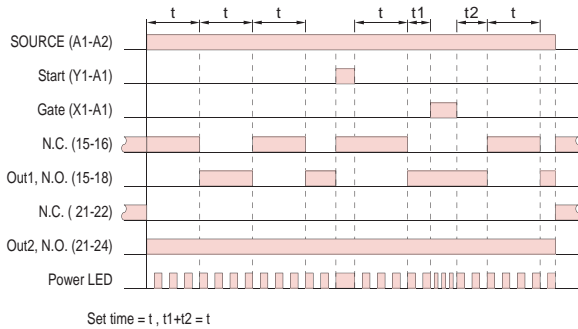 t t t t t1 t2 t
SOURCE (A1-A2)
Start (Y1-A1)
Gate (X1-A1)
N.C. (15-16)
Out1, N.O. (15-18)
N.C. ( 21-22)
Out2, N.O. (21-24)
Power LED
Set time = t , t1+t2 = t